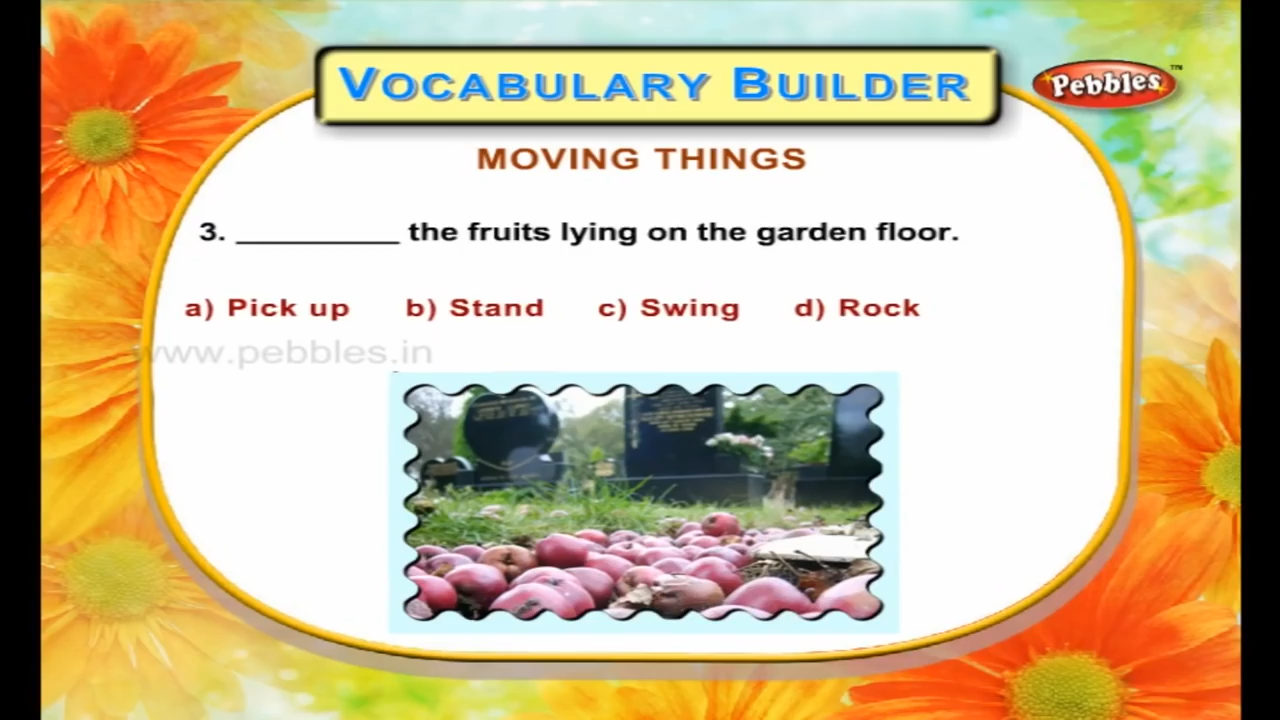 VOCABULARY BUILDER
Pebbles™
MOVING THINGS
3. __________ the fruits lying on the garden floor.
a) Pick up b) Stand c) Swing d) Rock
www.pebbles.in